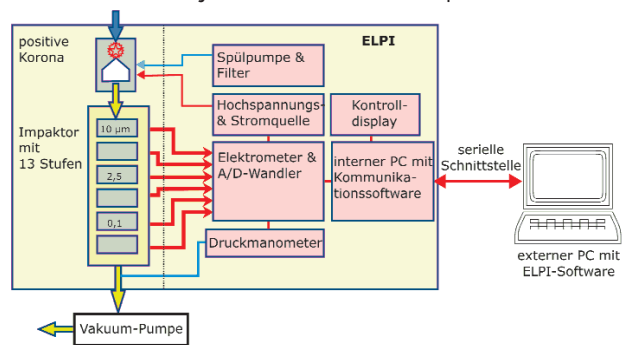 positive
Korona
ELPI
Spülpumpe &
Filter
Hochspannungs-
& Stromquelle
Kontroll-
display
Impaktor
mit
13 Stufen
10 µm
2,5
0,1
Elektrometer &
A/D-Wandler
interner PC mit
Kommunika-
tionssoftware
serielle
Schnittstelle
Druckmanometer
externer PC mit
ELPI-Software
Vakuum-Pumpe